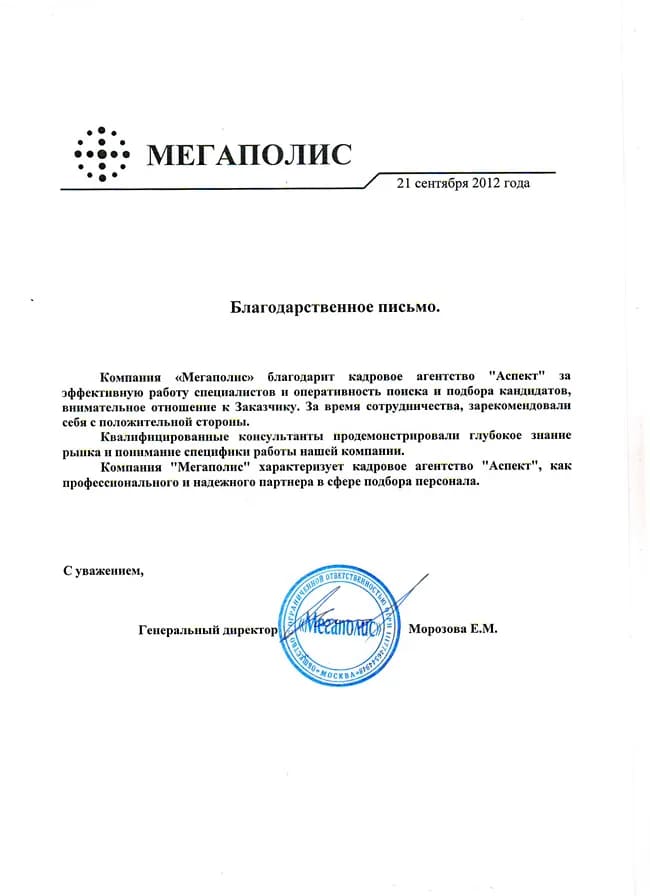 МЕГАПОЛИС
21 сентября 2012 года
Благодарственное письмо.
Компания «Мегаполис» благодарит кадровое агентство "Аспект" за
эффективную работу специалистов и оперативность поиска и подбора кандидатов,
внимательное отношение к Заказчику. За время сотрудничества, зарекомендовали
себя с положительной стороны.
Квалифицированные консультанты продемонстрировали глубокое знание
рынка и понимание специфики работы нашей компании.
Компания "Мегаполис" характеризует кадровое агентство "Аспект", как
профессионального и надежного партнера в сфере подбора персонала.
С уважением,
Генеральный директор
Морозова Е.М.
ОБЩЕСТВО С ОГРАНИЧЕННОЙ ОТВЕТСТВЕННОСТЬЮ
«Мегаполис»
МОСКВА